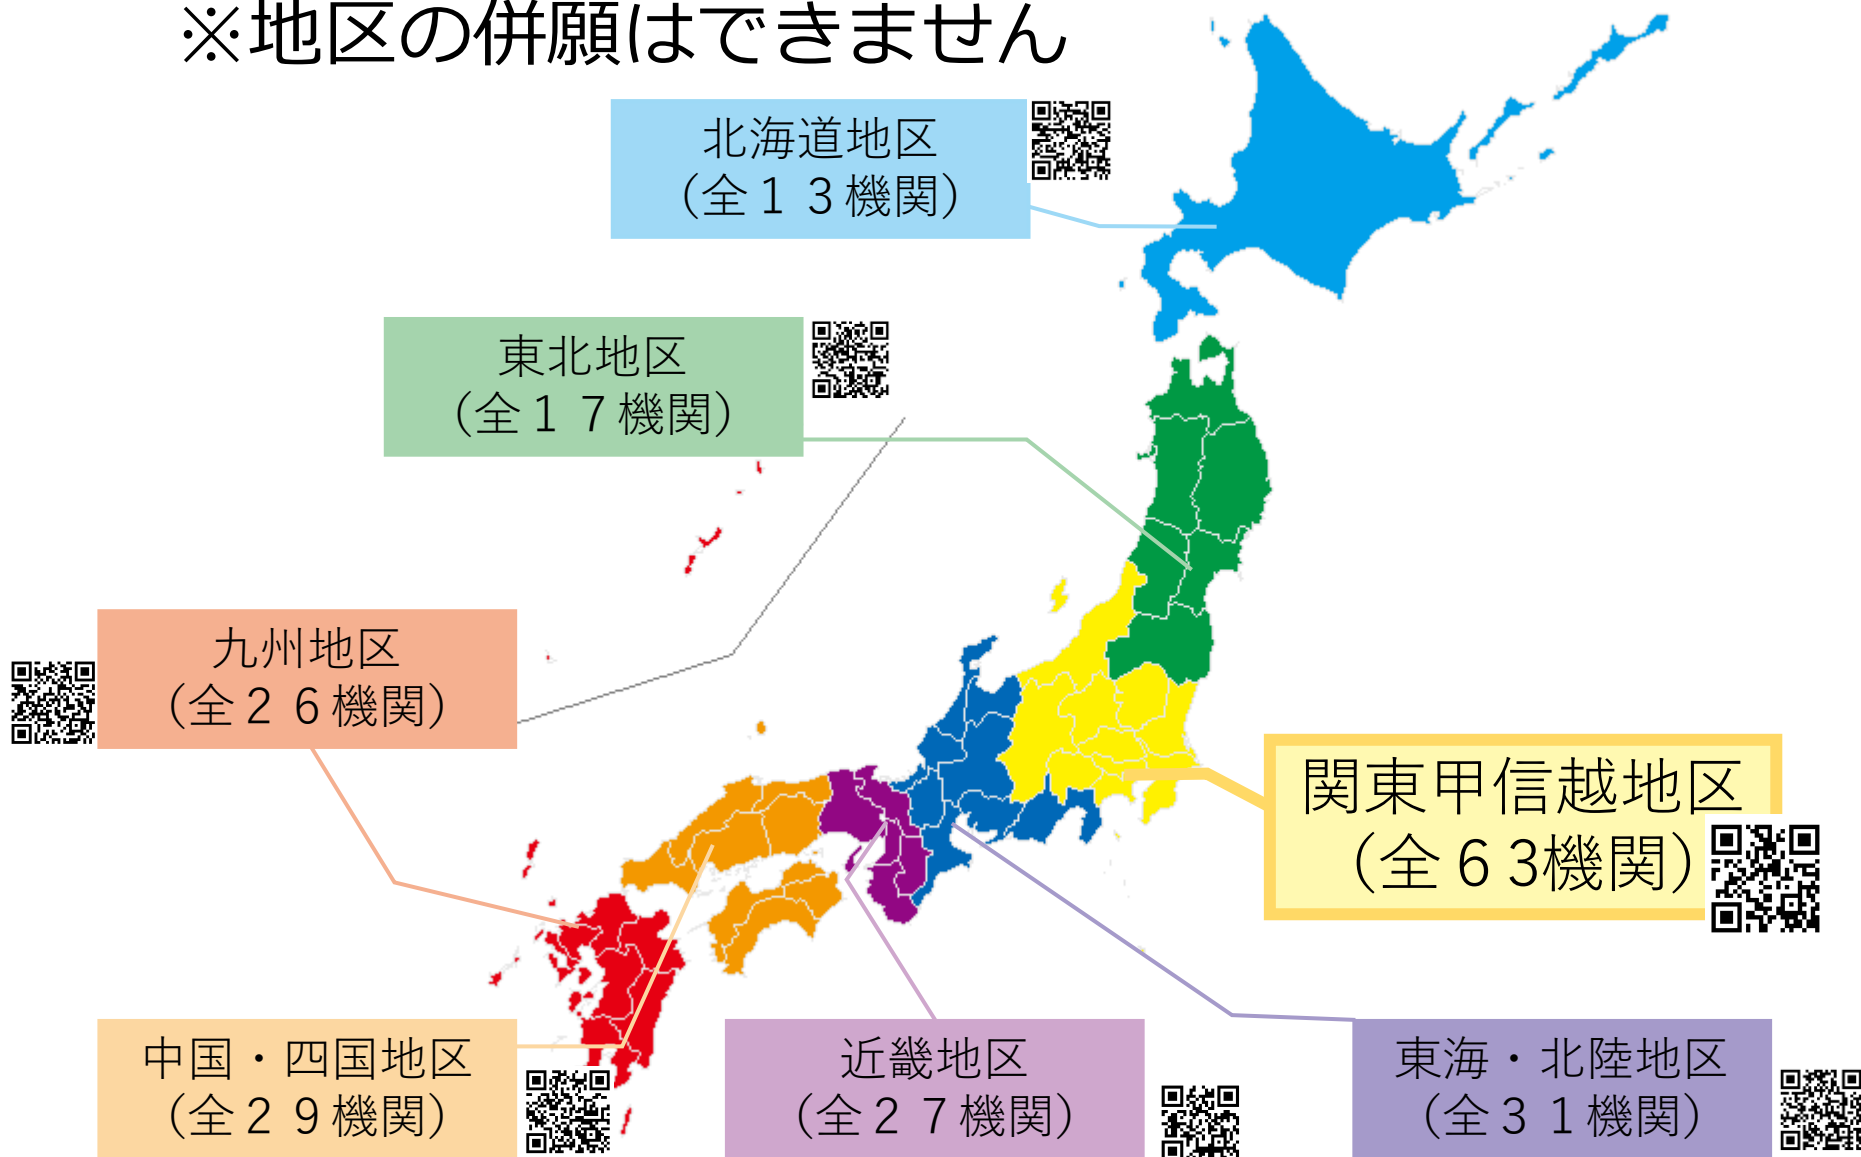 ※地区の併願はできません
北海道地区
（全１３機関）
東北地区
（全１７機関）
九州地区
（全２６機関）
関東甲信越地区
（全６３機関）
中国・四国地区
（全２９機関）
近畿地区
（全２７機関）
東海・北陸地区
（全３１機関）